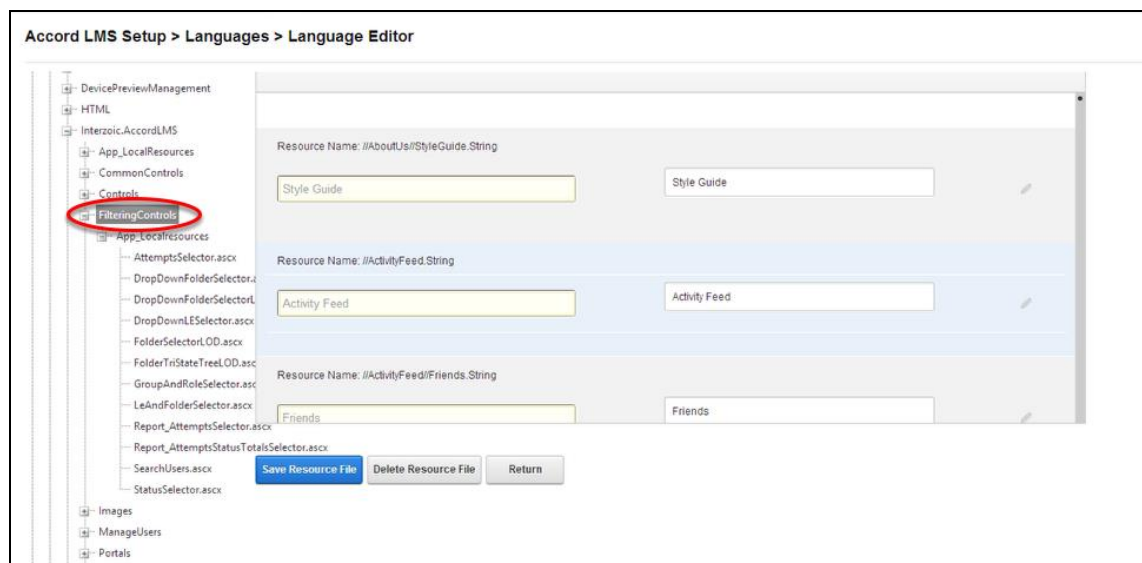 Accord LMS Setup > Languages > Language Editor
DevicePreviewManagement
HTML
Interzoic.AccordLMS
App_LocalResources
CommonControls
Controls
FilteringControls
App_Localresources
AttemptsSelector.ascx
DropDownFolderSelector.a
DropDownFolderSelectorL
DropDownLESelector.ascx
FolderSelectorLOD.ascx
FolderTriStateTreeLOD.asc
GroupAndRoleSelector.asc
LeAndFolderSelector.ascx
Report_AttemptsSelector.ascx
Report_AttemptsStatusTotalsSelector.ascx
SearchUsers.ascx
StatusSelector.ascx
Images
ManageUsers
Portals
Resource Name: //AboutUs//StyleGuide.String
Style Guide
Style Guide
Resource Name: //ActivityFeed.String
Activity Feed
Activity Feed
Resource Name: //ActivityFeed//Friends.String
Friends
Friends
Save Resource File
Delete Resource File
Return